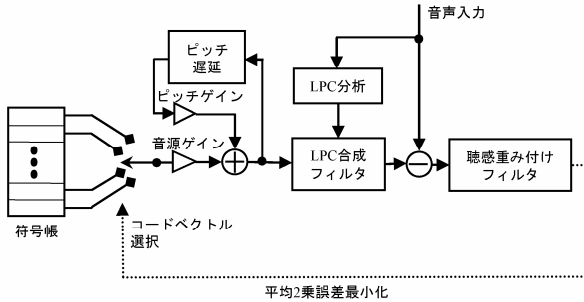 音声入力
ピッチ
遅延
ピッチゲイン
LPC分析
音源ゲイン
LPC合成
フィルタ
聴感重み付け
フィルタ
符号帳
コードベクトル
選択
平均2乗誤差最小化